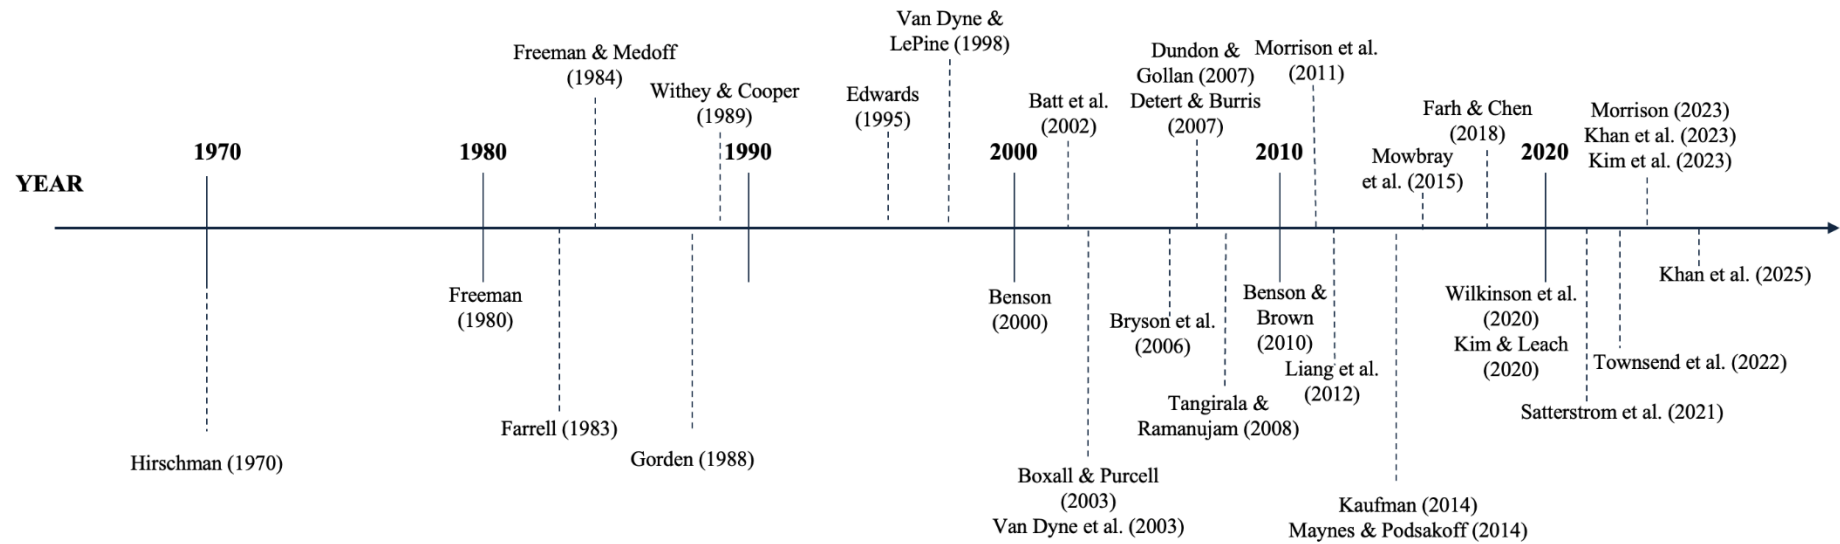 Van Dyne &
LePine (1998)
Freeman & Medoff
(1984)
Withey & Cooper
(1989)
Edwards
(1995)
Batt et al.
(2002)
Dundon &
Gollan (2007)
Detert & Burris
(2007)
Morrison et al.
(2011)
Mowbray
et al. (2015)
Farh & Chen
(2018)
Morrison (2023)
Khan et al. (2023)
Kim et al. (2023)
YEAR
1970
1980
1990
2000
2010
2020
Hirschman (1970)
Freeman
(1980)
Farrell (1983)
Gorden (1988)
Benson
(2000)
Boxall & Purcell
(2003)
Van Dyne et al. (2003)
Bryson et al.
(2006)
Tangirala &
Ramanujam (2008)
Benson &
Brown
(2010)
Liang et al.
(2012)
Kaufman (2014)
Maynes & Podsakoff (2014)
Wilkinson et al.
(2020)
Kim & Leach
(2020)
Satterstrom et al. (2021)
Townsend et al. (2022)
Khan et al. (2025)